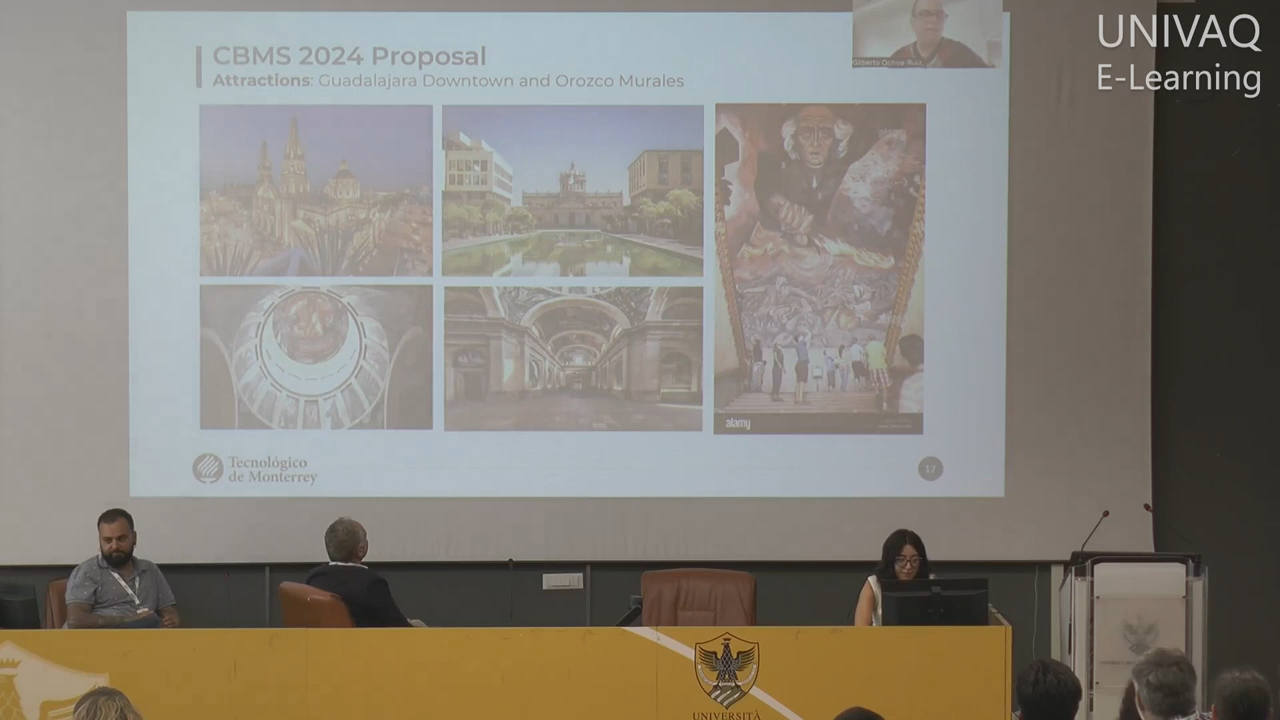 CBMS 2024 Proposal
Attractions: Guadalajara Downtown and Orozco Murales
Gilberto Ochoa-Ruiz
UNIVAQ
E-Learning
alamy
Tecnológico
de Monterrey
17
UNIVERSITÀ